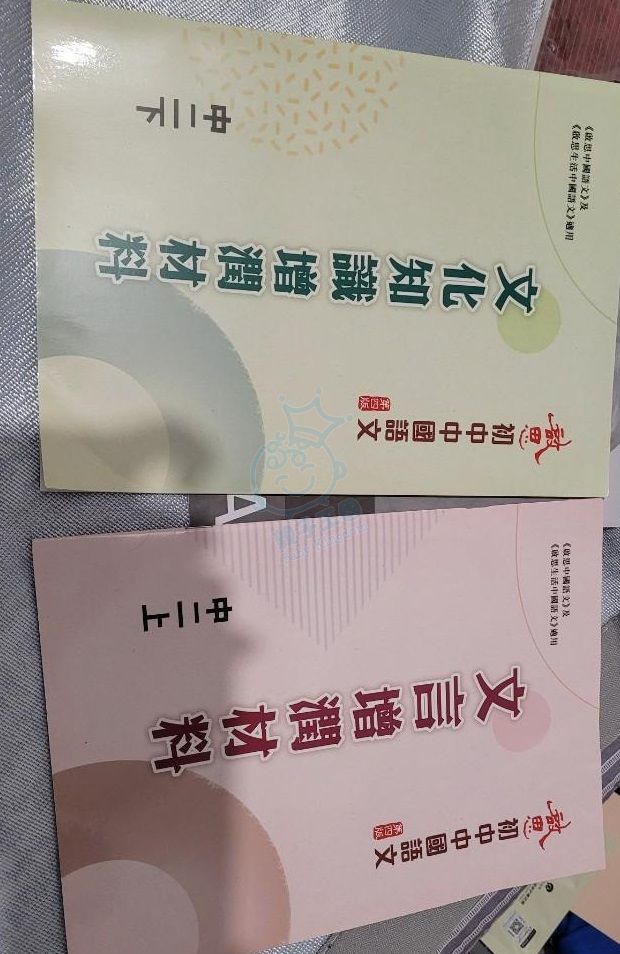 《啟思中國語文》及
《啟思生活中國語文》適用
啟思
初中中國語文
第四版
文化知識增潤材料
中二下
A
《啟思中國語文》及
《啟思生活中國語文》適用
啟思
初中中國語文
第四版
文言增潤材料
中二上